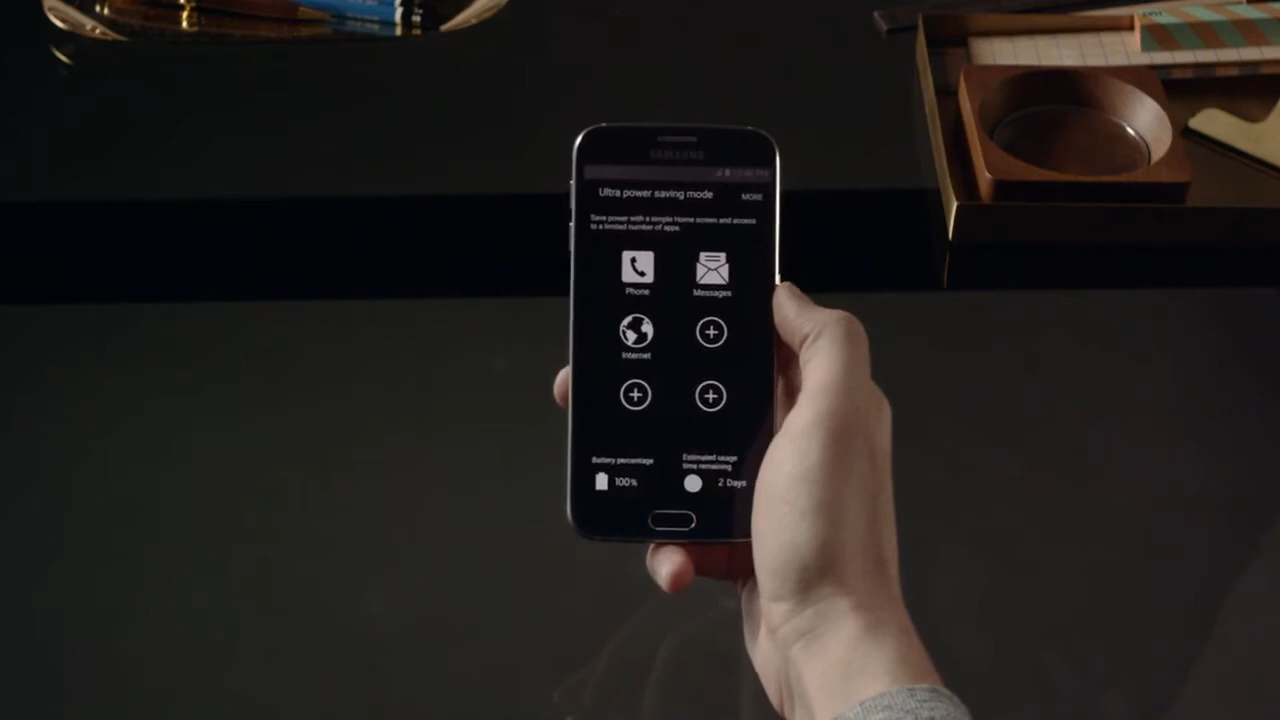 SAMSUNG
Ultra power saving mode
MORE
Save power with a simple Home screen and access
to a limited number of apps.
Phone
Messages
Internet
Battery percentage
100%
Estimated usage
time remaining
2 Days